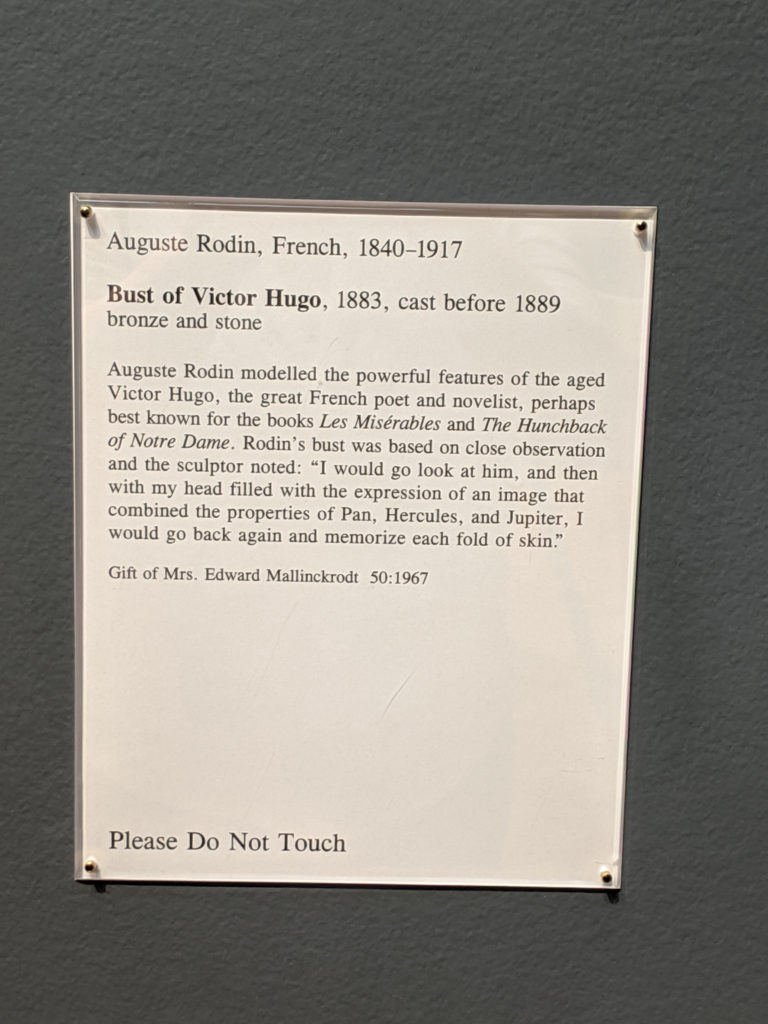 Auguste Rodin, French, 1840–1917
Bust of Victor Hugo, 1883, cast before 1889
bronze and stone
Auguste Rodin modelled the powerful features of the aged
Victor Hugo, the great French poet and novelist, perhaps
best known for the books Les Misérables and The Hunchback
of Notre Dame. Rodin's bust was based on close observation
and the sculptor noted: “I would go look at him, and then
with my head filled with the expression of an image that
combined the properties of Pan, Hercules, and Jupiter, I
would go back again and memorize each fold of skin.”
Gift of Mrs. Edward Mallinckrodt 50:1967
Please Do Not Touch